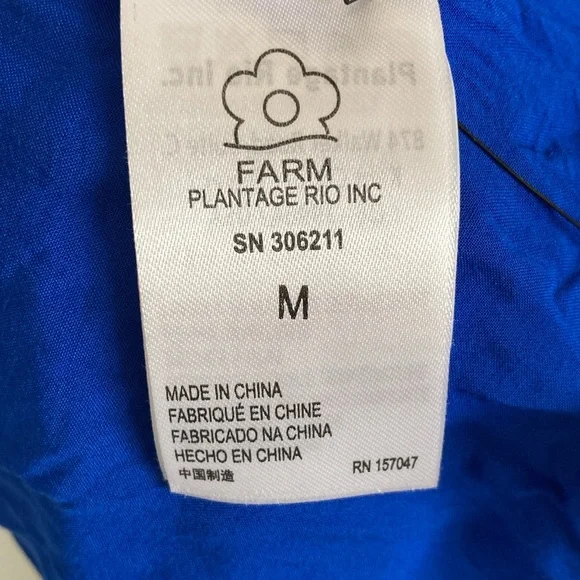 FARM
PLANTAGE RIO INC
SN 306211
M
MADE IN CHINA
FABRIQUÉ EN CHINE
FABRICADO NA CHINA
HECHO EN CHINA
中国制造
RN 157047